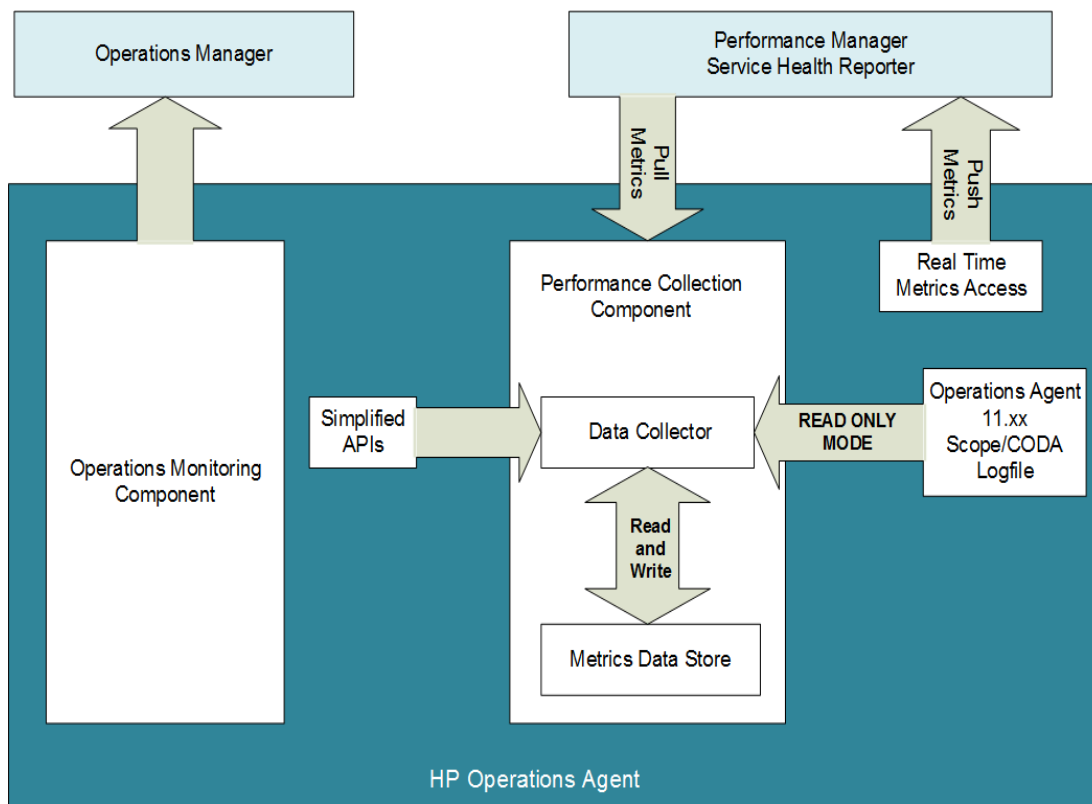 Operations Manager
Performance Manager
Service Health Reporter
Pull
Metrics
Push
Metrics
Real Time
Metrics Access
Performance Collection
Component
Operations Monitoring
Component
Simplified
APIs
Data Collector
READ ONLY
MODE
Operations Agent
11.xx
Scope/CODA
Logfile
Read
and
Write
Metrics Data Store
HP Operations Agent